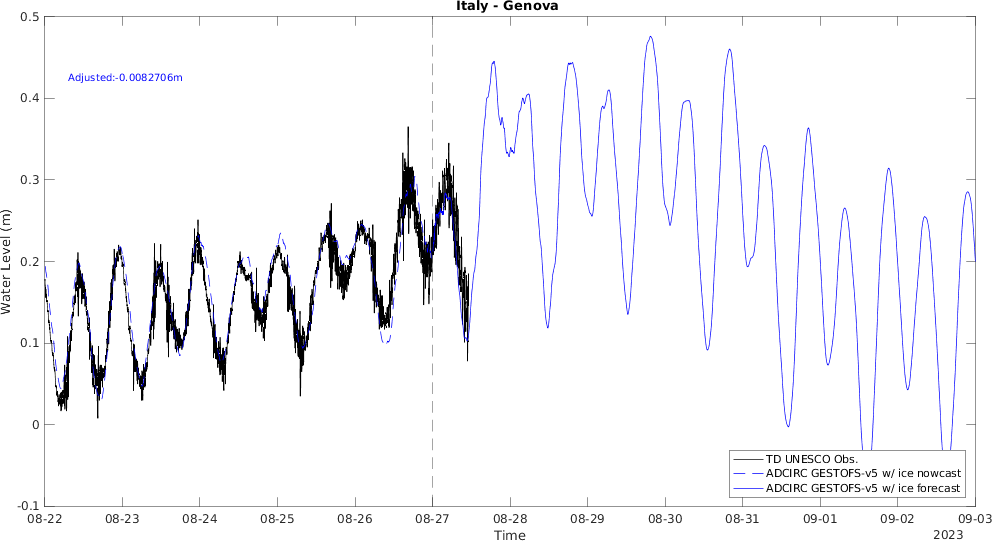 Italy - Genova
Adjusted:-0.0082706m
Water Level (m)
0.5
0.4
0.3
0.2
0.1
0
-0.1
TD UNESCO Obs.
ADCIRC GESTOFS-v5 w/ ice nowcast
ADCIRC GESTOFS-v5 w/ ice forecast
08-22 08-23 08-24 08-25 08-26 08-27 08-28 08-29 08-30 08-31 09-01 09-02 09-03
Time
2023